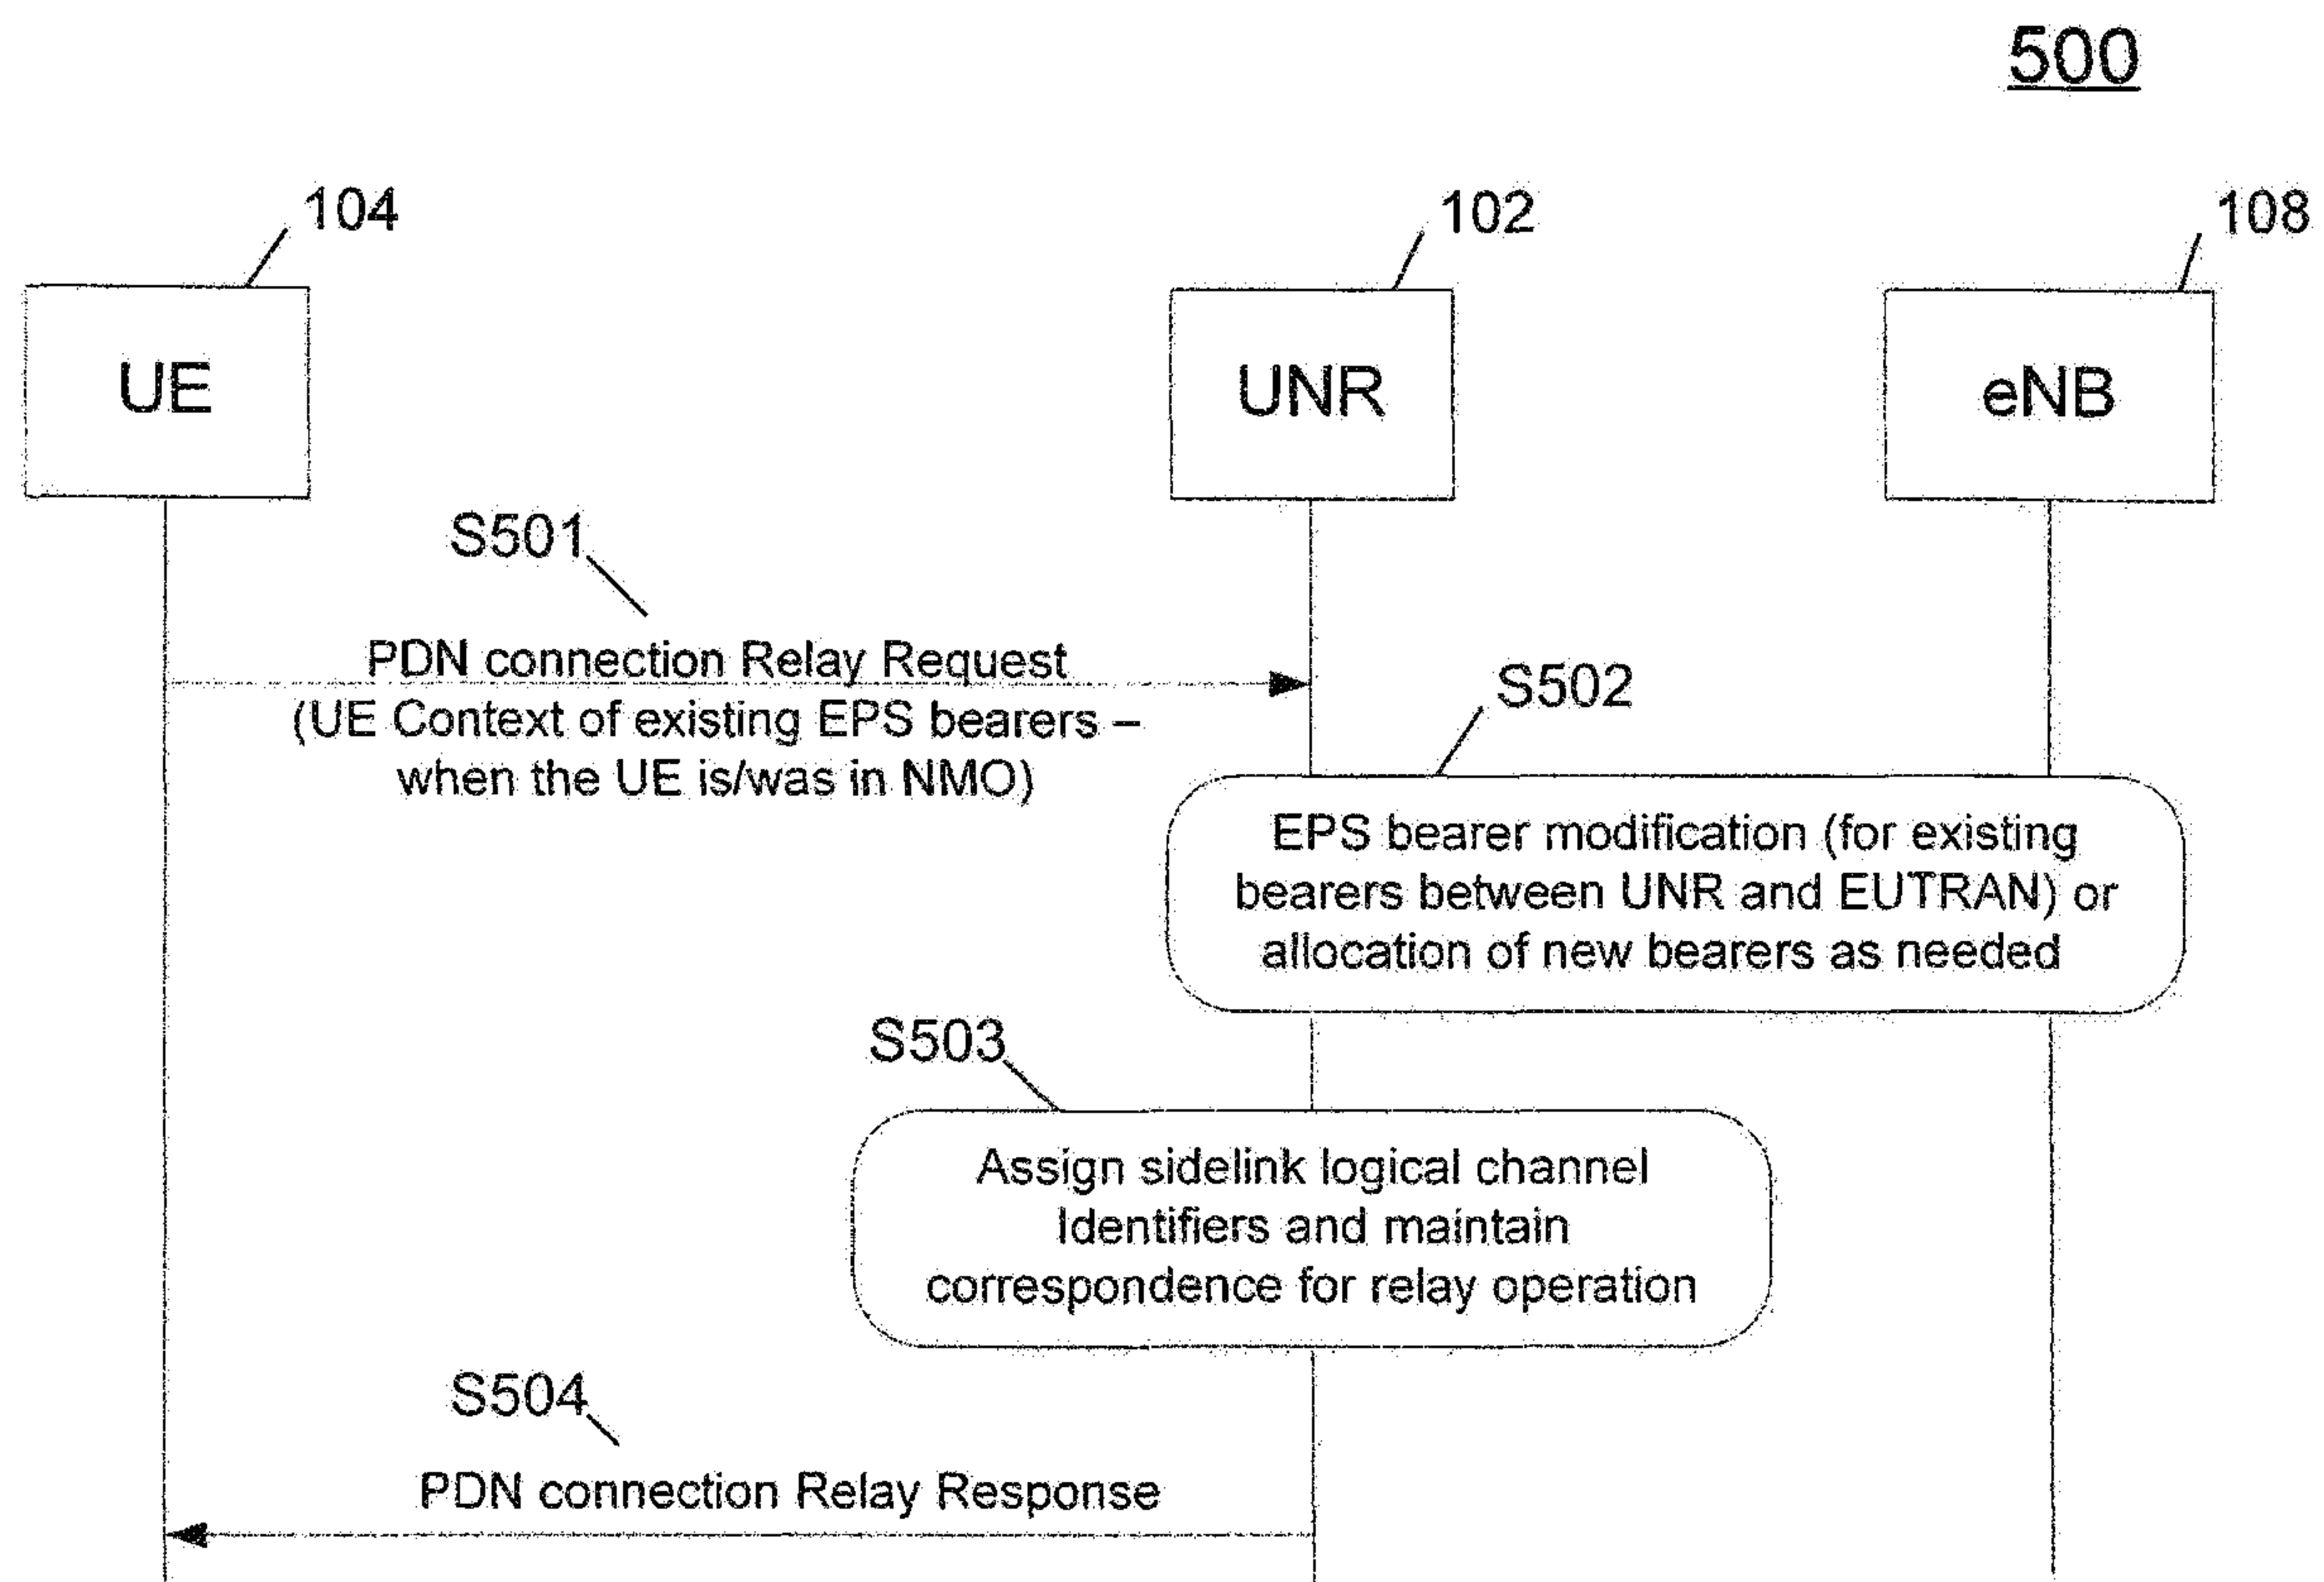 500
104
102
108
UE
UNR
eNB
S501
PDN connection Relay Request
(UE Context of existing EPS bearers –
when the UE is/was in NMO)
S502
EPS bearer modification (for existing
bearers between UNR and EUTRAN) or
allocation of new bearers as needed
S503
Assign sidelink logical channel
Identifiers and maintain
correspondence for relay operation
S504
PDN connection Relay Response